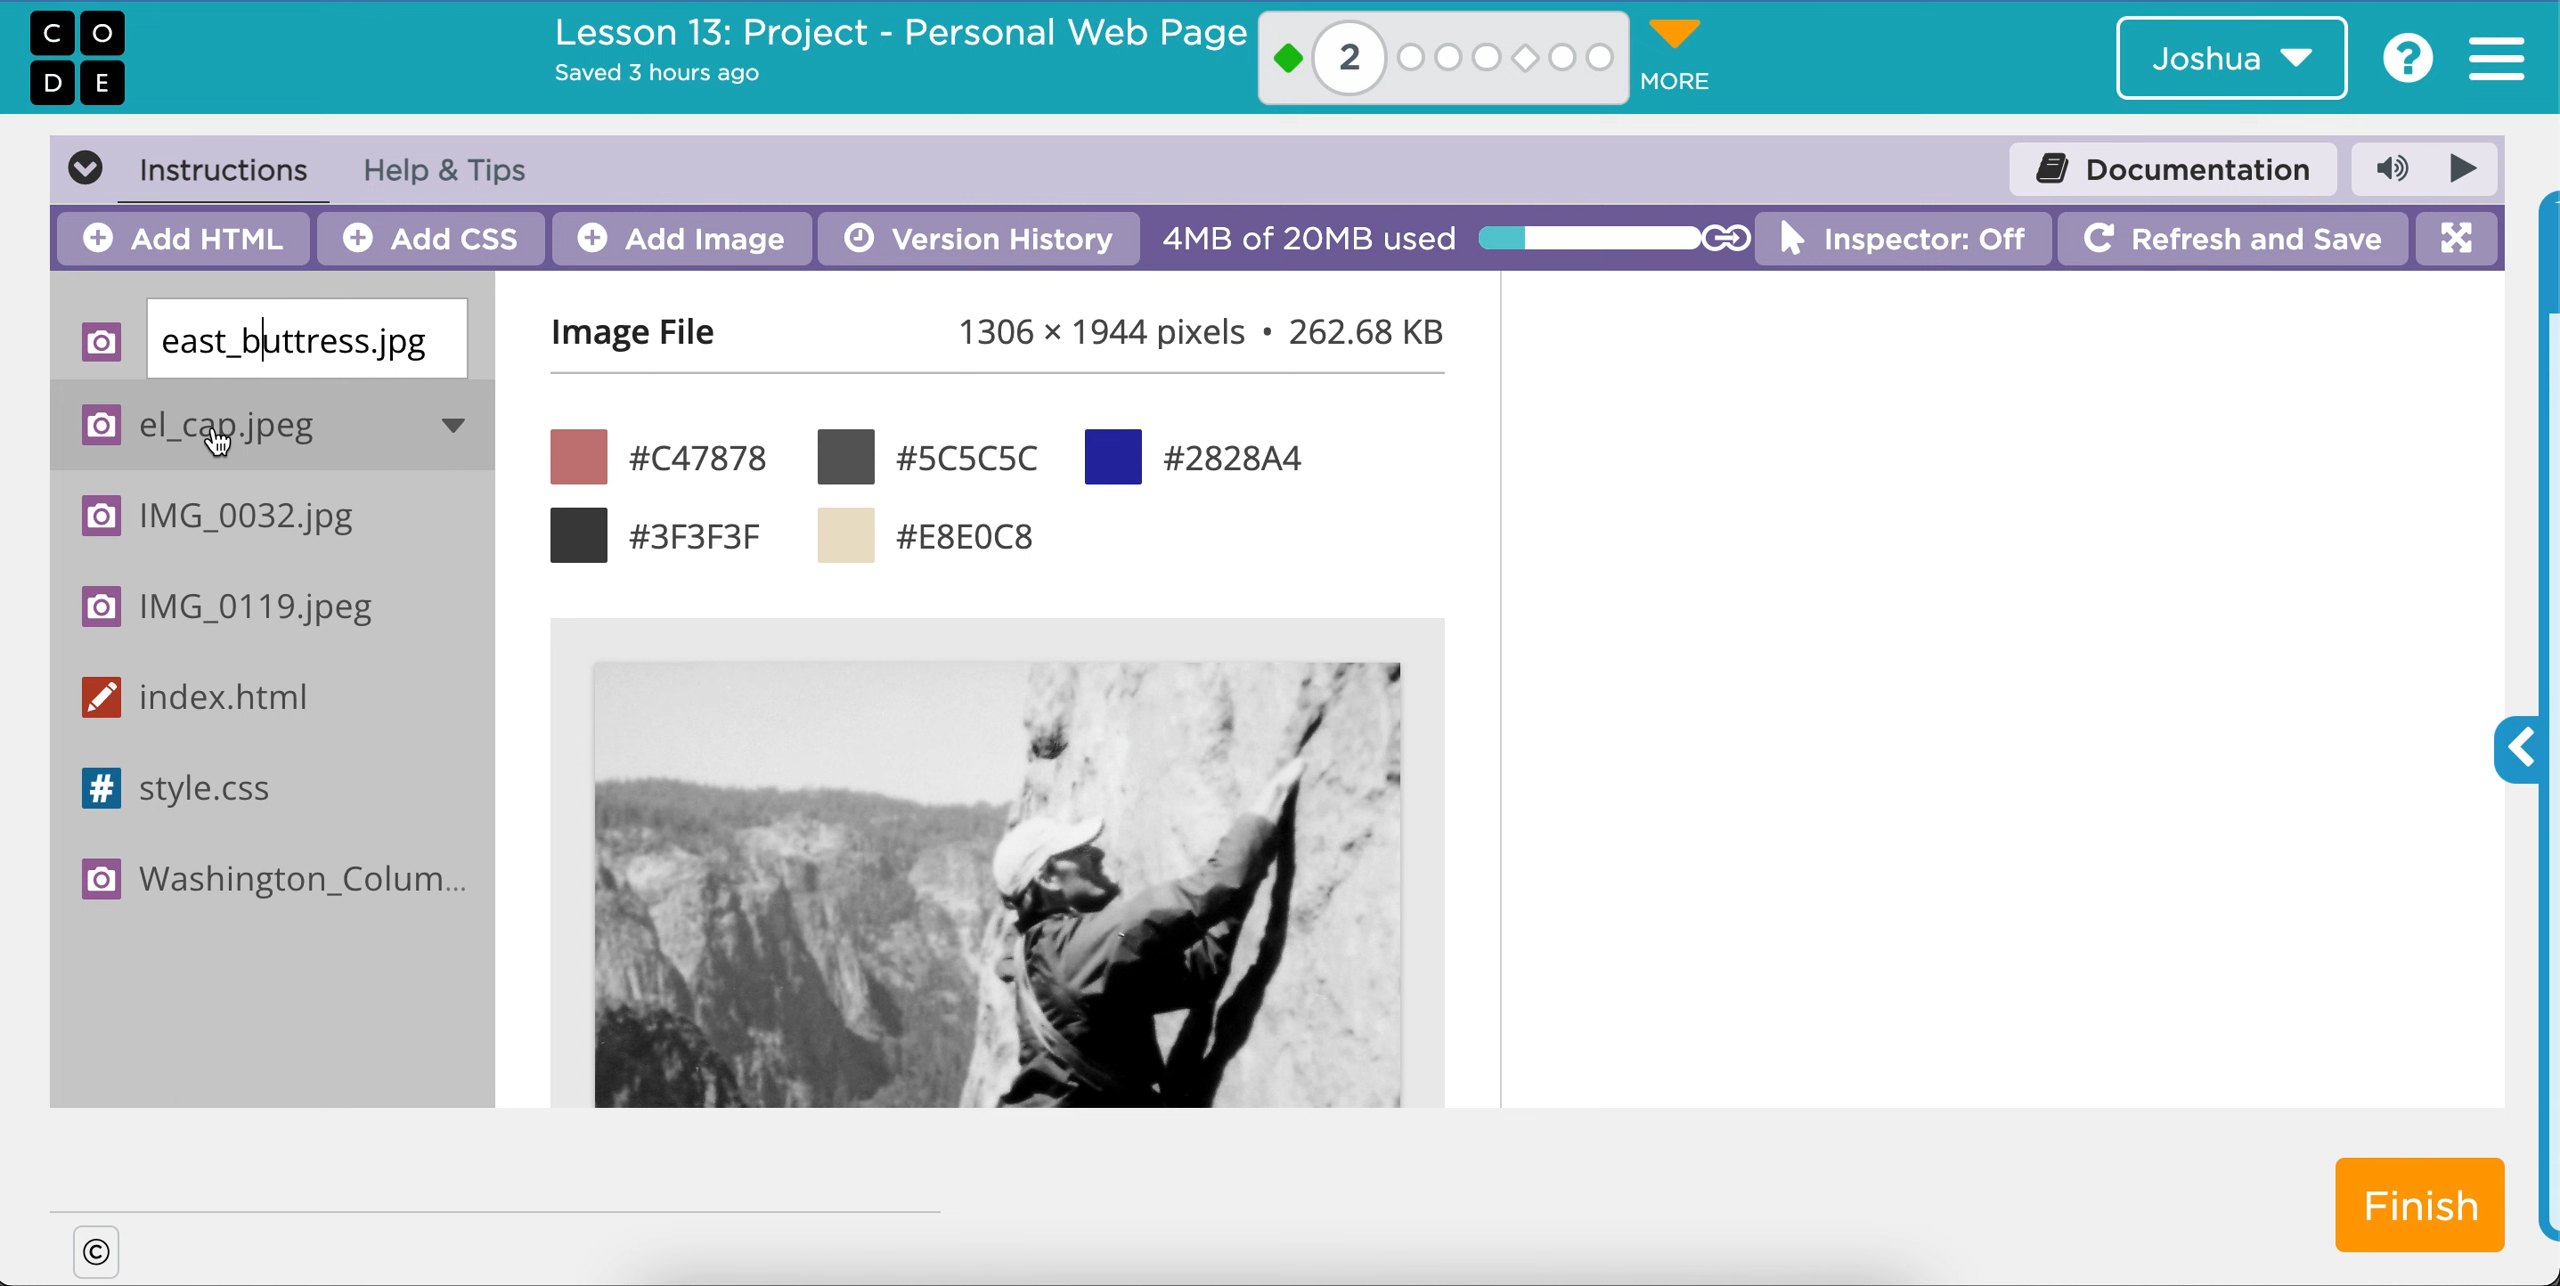 C O
D E
Lesson 13: Project - Personal Web Page
Saved 3 hours ago
2
MORE
Joshua
?
Instructions
Help & Tips
Documentation
Add HTML
Add CSS
Add Image
Version History
4MB of 20MB used
Inspector: Off
Refresh and Save
east_buttress.jpg
el_cap.jpeg
IMG_0032.jpg
IMG_0119.jpeg
index.html
# style.css
Washington_Colum...
Image File
1306 × 1944 pixels • 262.68 KB
#C47878
#5C5C5C
#2828A4
#3F3F3F
#E8E0C8
Finish
©